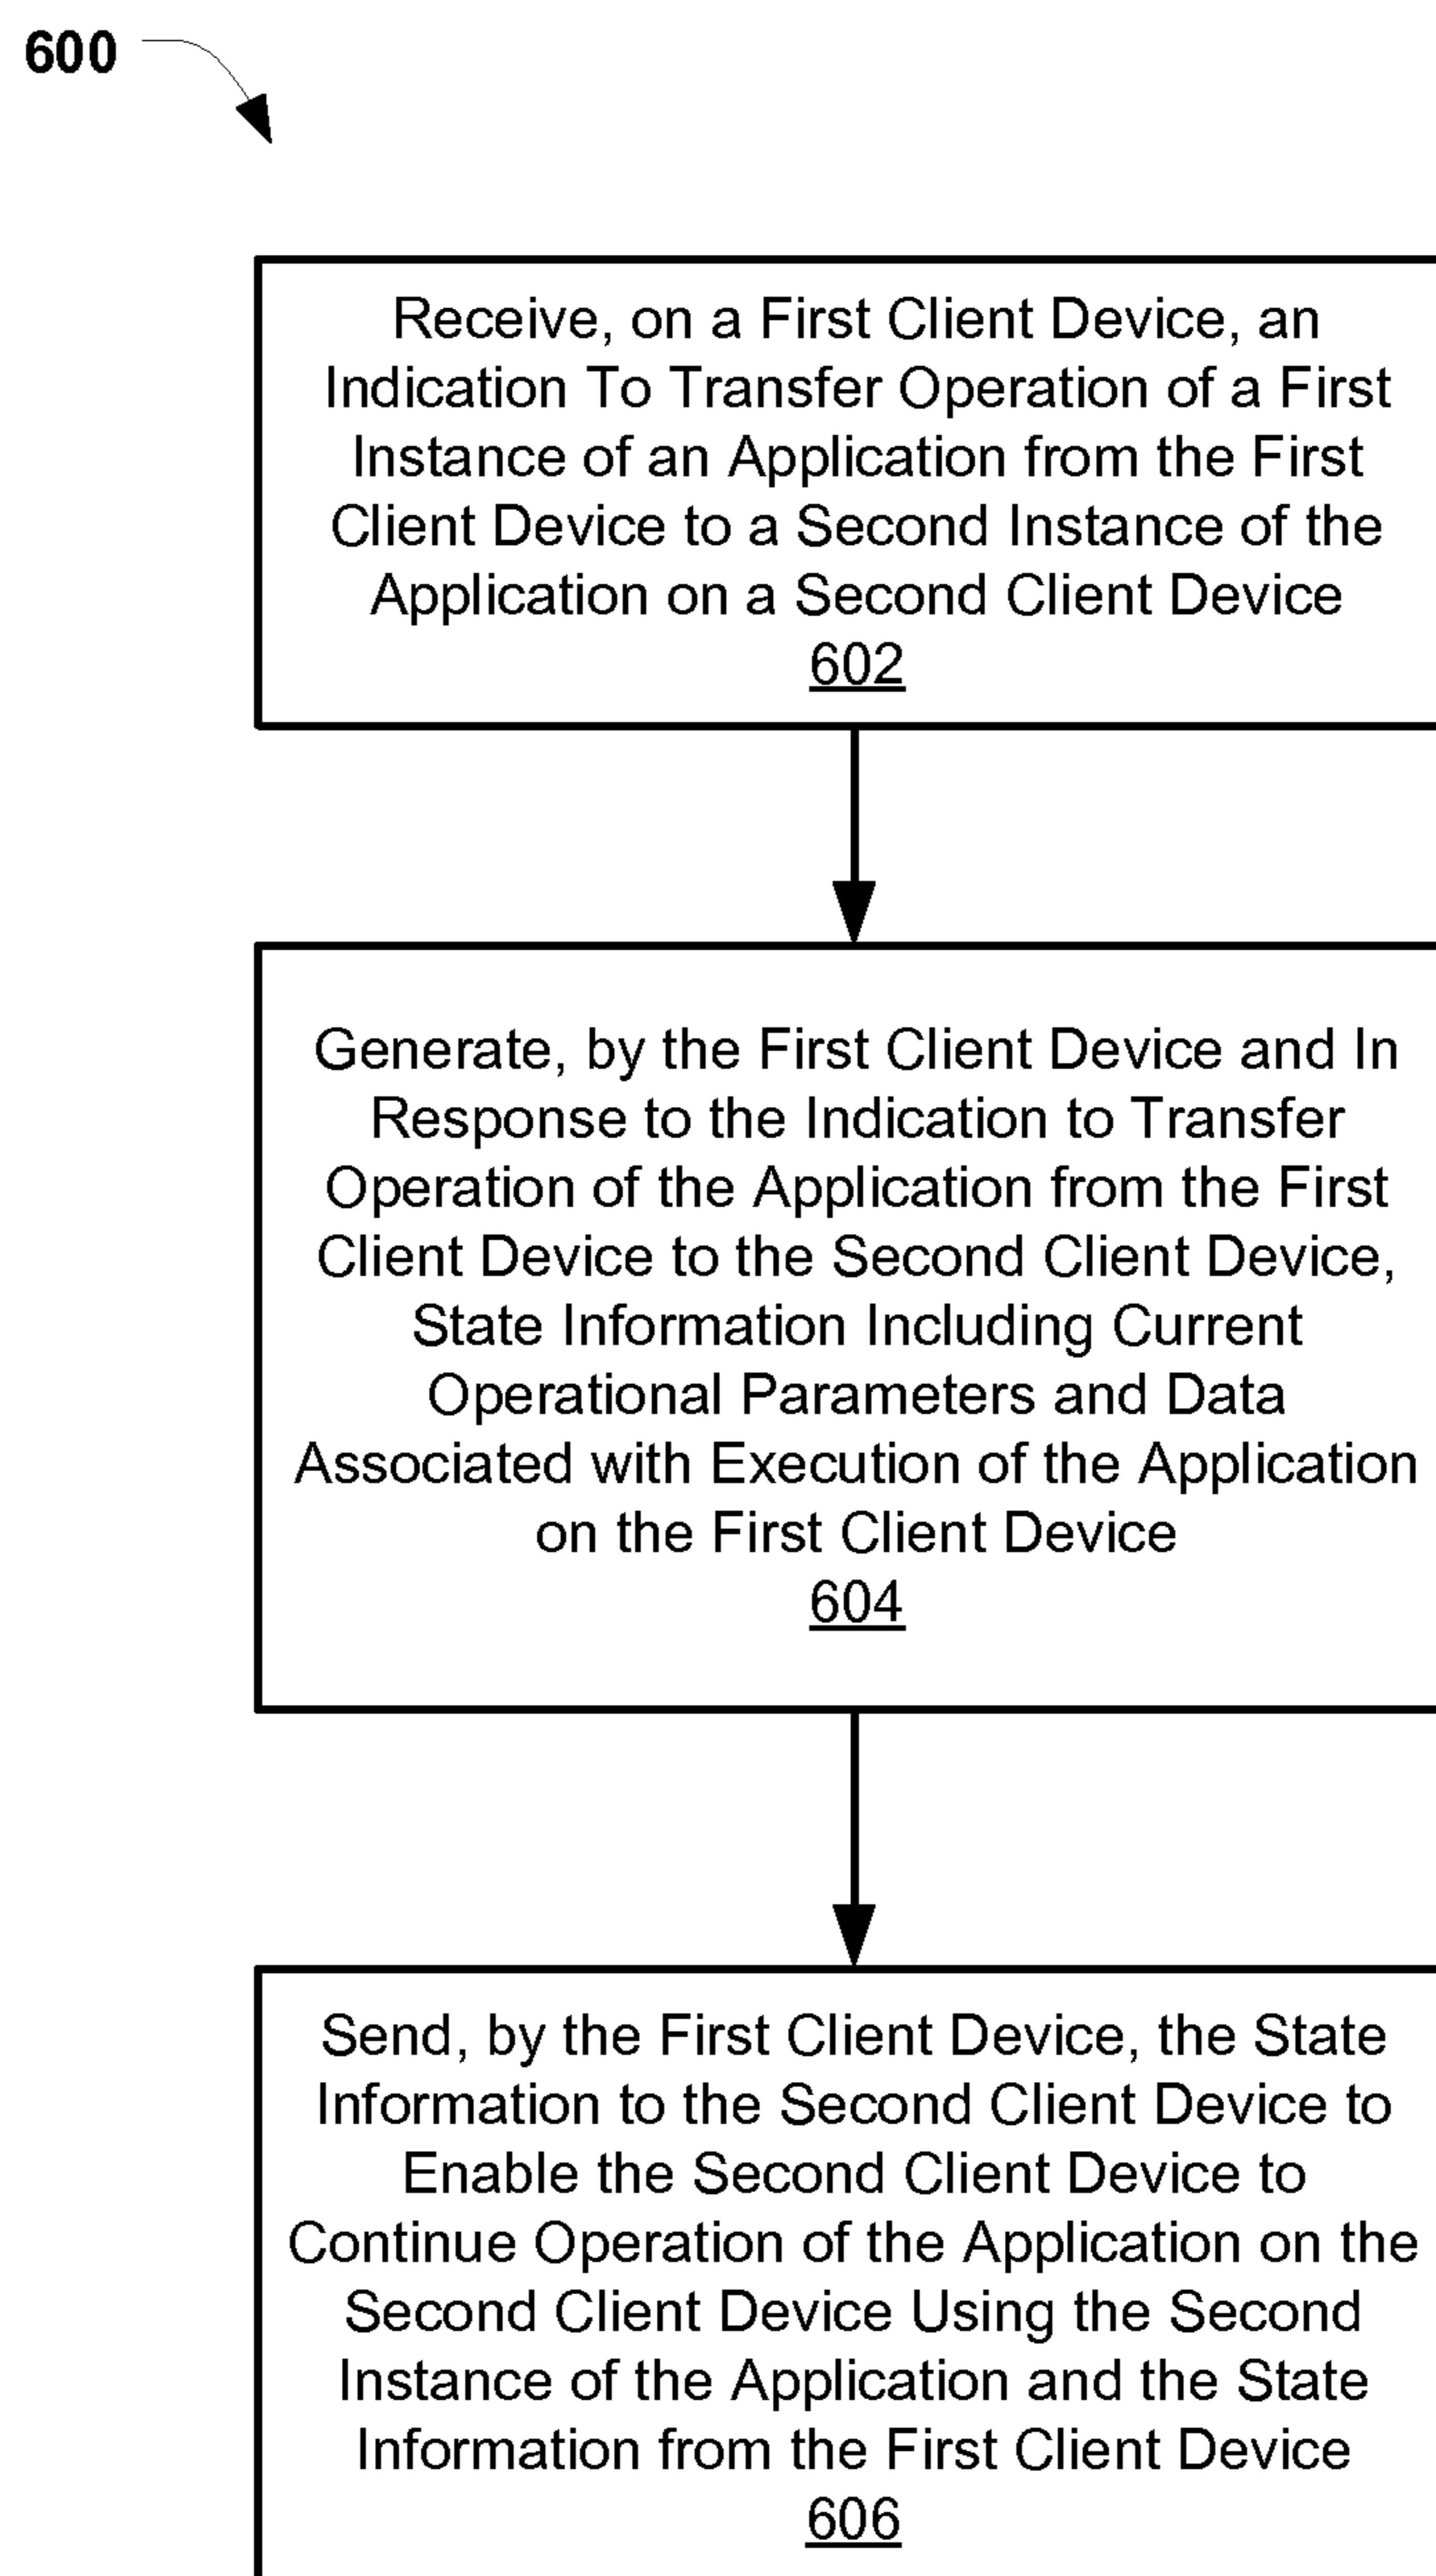 600
Receive, on a First Client Device, an
Indication To Transfer Operation of a First
Instance of an Application from the First
Client Device to a Second Instance of the
Application on a Second Client Device
602
Generate, by the First Client Device and In
Response to the Indication to Transfer
Operation of the Application from the First
Client Device to the Second Client Device,
State Information Including Current
Operational Parameters and Data
Associated with Execution of the Application
on the First Client Device
604
Send, by the First Client Device, the State
Information to the Second Client Device to
Enable the Second Client Device to
Continue Operation of the Application on the
Second Client Device Using the Second
Instance of the Application and the State
Information from the First Client Device
606